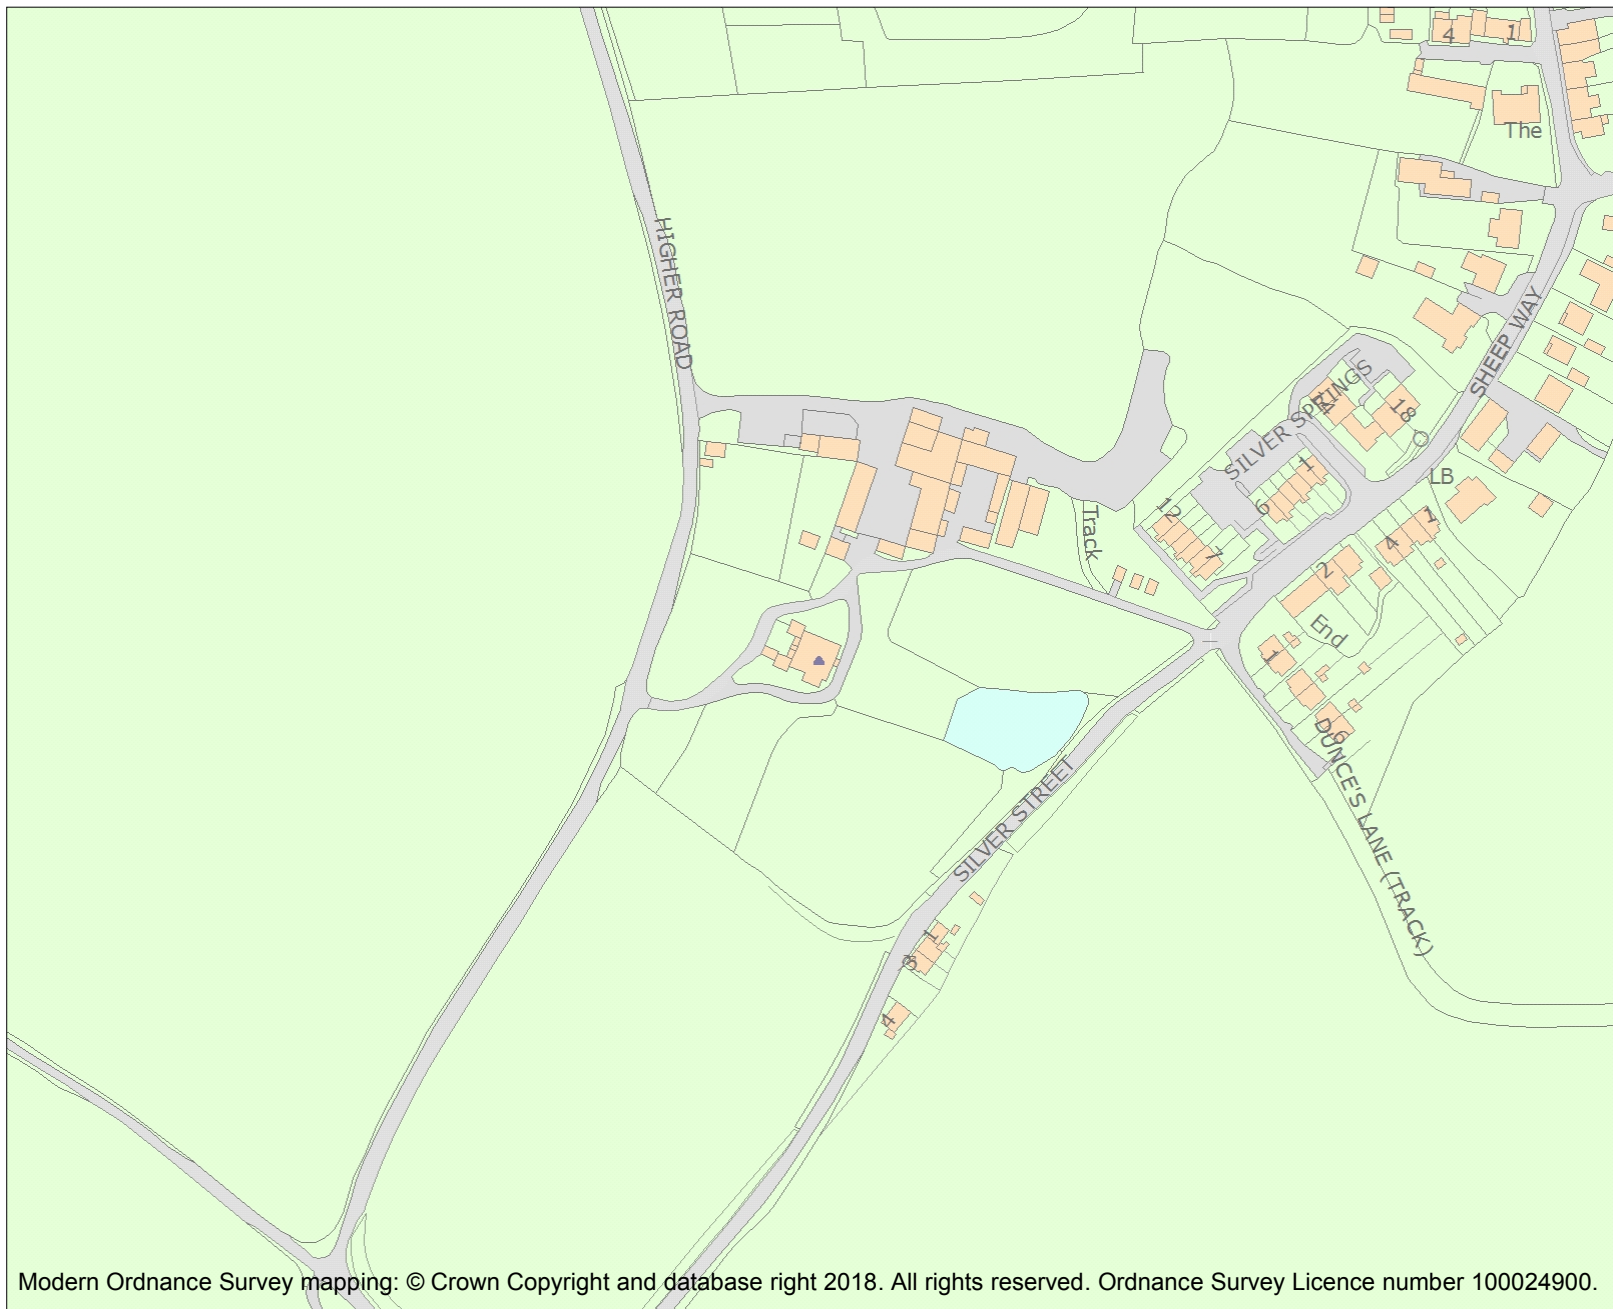 4
1
The
HIGHER ROAD
SHEEP WAY
SILVER SPRINGS
18
1
LB
12
6
7
Track
1
4
2
End
1
6
DUNCE'S LANE (TRACK)
SILVER STREET
1
3
4
Modern Ordnance Survey mapping: © Crown Copyright and database right 2018. All rights reserved. Ordnance Survey Licence number 100024900.